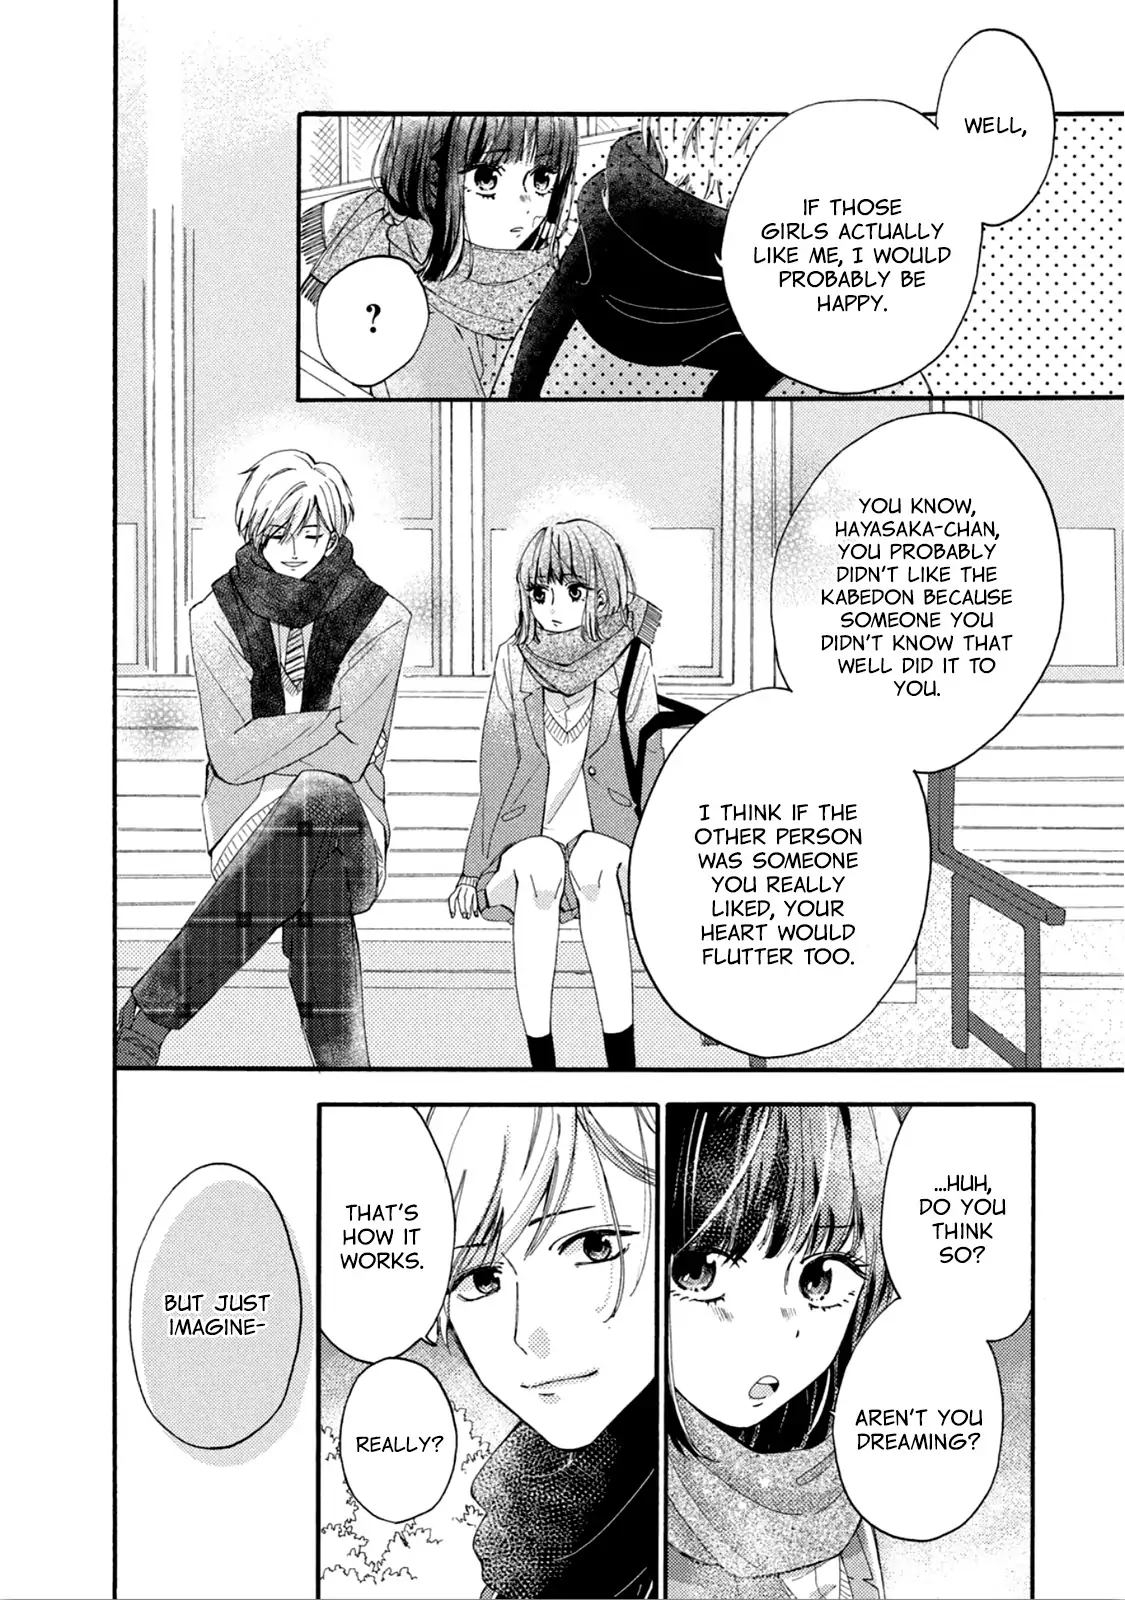 WELL,
IF THOSE
GIRLS ACTUALLY
LIKE ME, I WOULD
PROBABLY BE
HAPPY.
?
YOU KNOW,
HAYASAKA-CHAN,
YOU PROBABLY
DIDN'T LIKE THE
KABEDON BECAUSE
SOMEONE YOU
DIDN'T KNOW THAT
WELL DID IT TO
YOU.
I THINK IF THE
OTHER PERSON
WAS SOMEONE
YOU REALLY
LIKED, YOUR
HEART WOULD
FLUTTER TOO.
...HUH,
DO YOU
THINK
SO?
AREN'T YOU
DREAMING?
THAT'S
HOW IT
WORKS.
REALLY?
BUT JUST
IMAGINE-